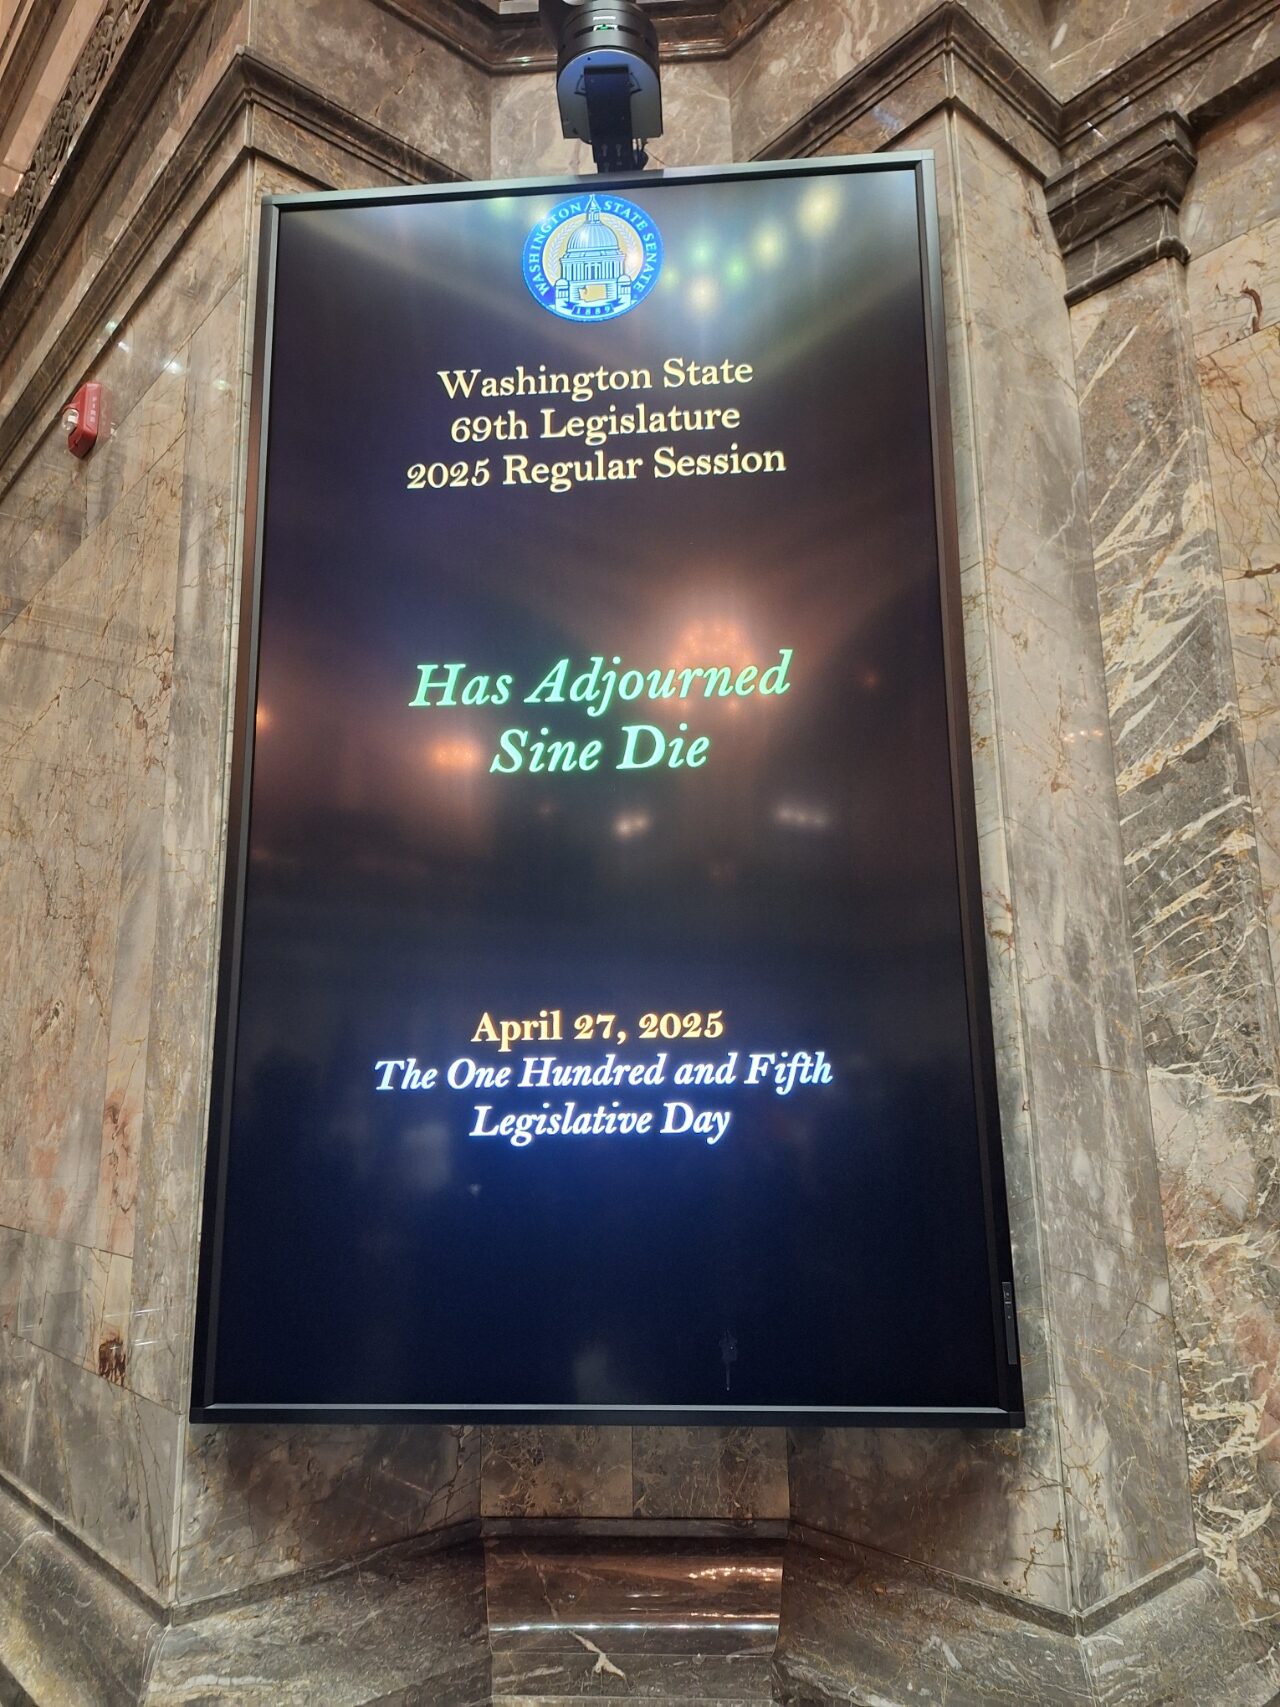 WASHINGTON STATE SENATE
1889
Washington State
69th Legislature
2025 Regular Session
Has Adjourned
Sine Die
April 27, 2025
The One Hundred and Fifth
Legislative Day
FIRE